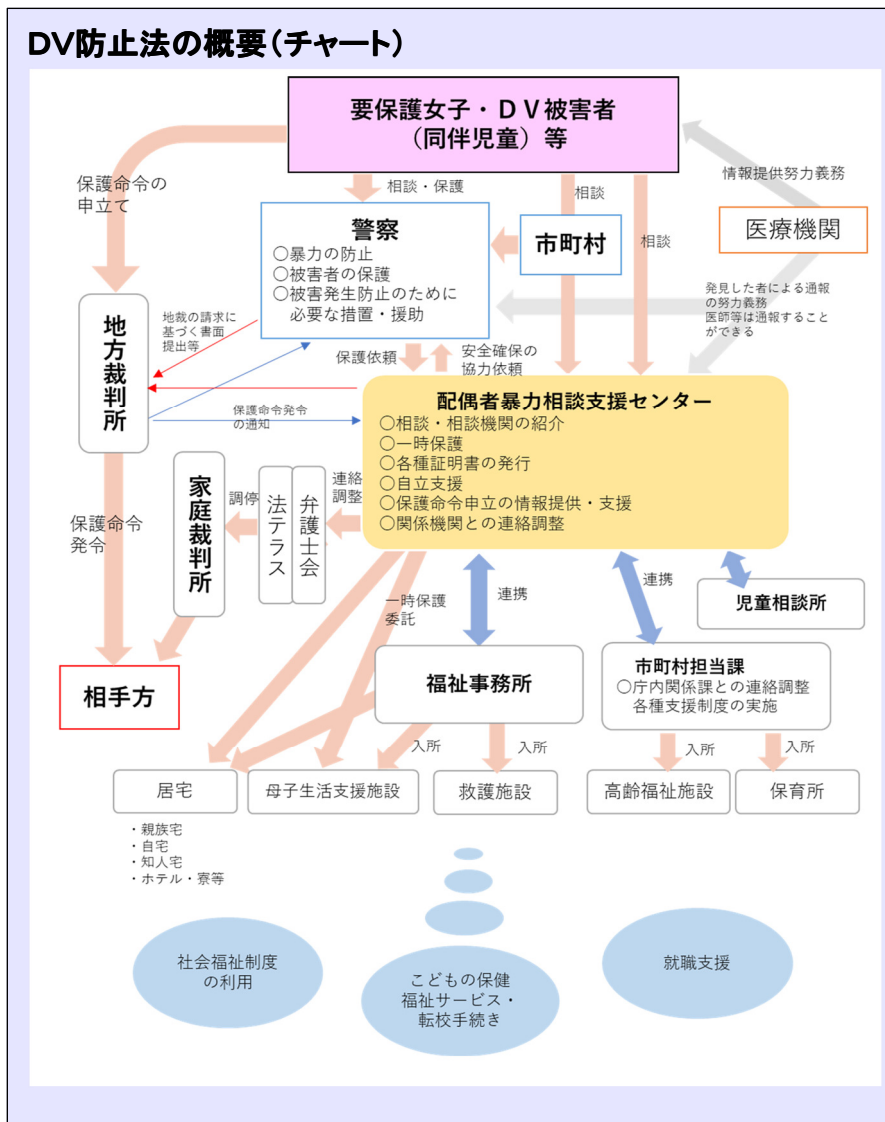 DV防止法の概要(チャート)
要保護女子・DV被害者
(同伴児童)等
保護命令の
申立て
相談・保護
相談
相談
情報提供努力義務
警察
○暴力の防止
○被害者の保護
○被害発生防止のために
必要な措置・援助
市町村
医療機関
発見した者による通報
の努力義務
医師等は通報すること
ができる
地方裁判所
地裁の請求に
基づく書面
提出等
保護依頼
安全確保の
協力依頼
保護命令発令
の通知
配偶者暴力相談支援センター
○相談・相談機関の紹介
○一時保護
○各種証明書の発行
○自立支援
○保護命令申立の情報提供・支援
○関係機関との連絡調整
保護命令
発令
家庭裁判所
調停
法テラス
弁護士会
連絡
調整
一時保護
委託
連携
連携
児童相談所
相手方
福祉事務所
市町村担当課
○庁内関係課との連絡調整
各種支援制度の実施
入所
入所
入所
入所
居宅
母子生活支援施設
救護施設
高齢福祉施設
保育所
・親族宅
・自宅
・知人宅
・ホテル・寮等
社会福祉制度
の利用
こどもの保健
福祉サービス・
転校手続き
就職支援